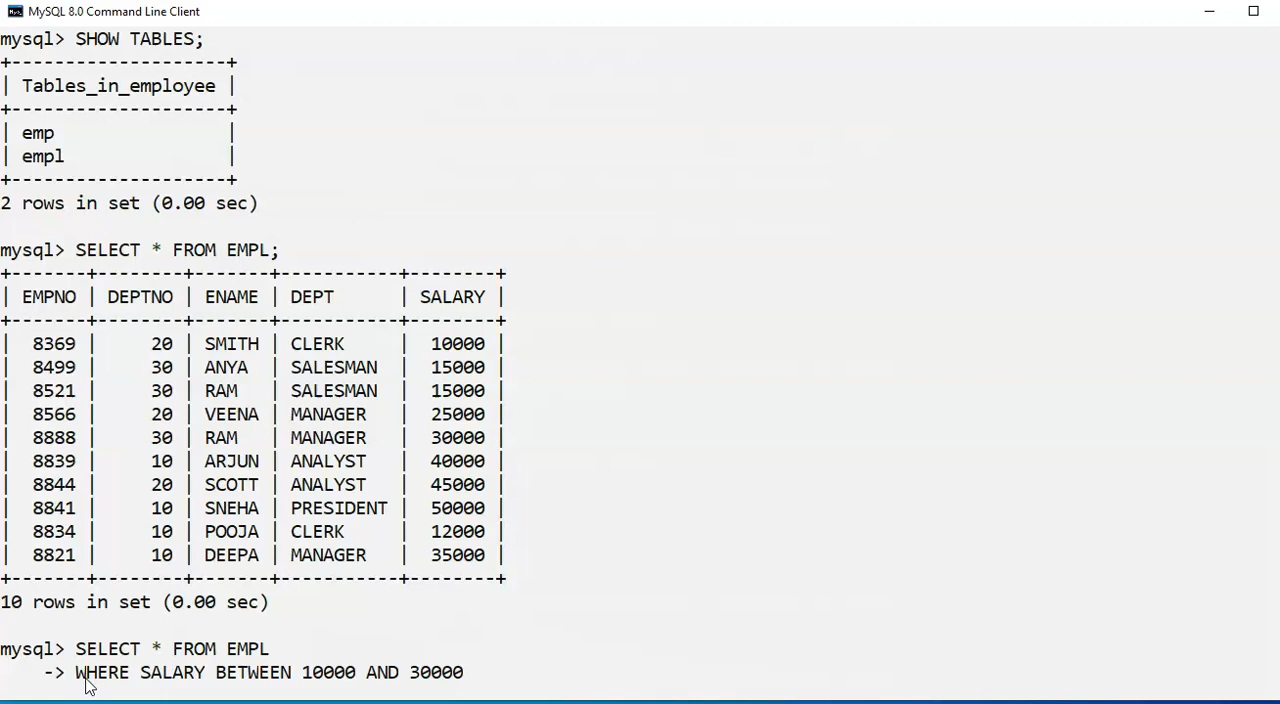 MySQL 8.0 Command Line Client
mysql> SHOW TABLES;
+--------------------+
| Tables_in_employee |
+--------------------+
| emp                |
| empl               |
+--------------------+
2 rows in set (0.00 sec)
mysql> SELECT * FROM EMPL;
+-------+--------+-------+-----------+--------+
| EMPNO | DEPTNO | ENAME | DEPT      | SALARY |
+-------+--------+-------+-----------+--------+
|  8369 |     20 | SMITH | CLERK     |  10000 |
|  8499 |     30 | ANYA  | SALESMAN  |  15000 |
|  8521 |     30 | RAM   | SALESMAN  |  15000 |
|  8566 |     20 | VEENA | MANAGER   |  25000 |
|  8888 |     30 | RAM   | MANAGER   |  30000 |
|  8839 |     10 | ARJUN | ANALYST   |  40000 |
|  8844 |     20 | SCOTT | ANALYST   |  45000 |
|  8841 |     10 | SNEHA | PRESIDENT |  50000 |
|  8834 |     10 | POOJA | CLERK     |  12000 |
|  8821 |     10 | DEEPA | MANAGER   |  35000 |
+-------+--------+-------+-----------+--------+
10 rows in set (0.00 sec)
mysql> SELECT * FROM EMPL
    -> WHERE SALARY BETWEEN 10000 AND 30000